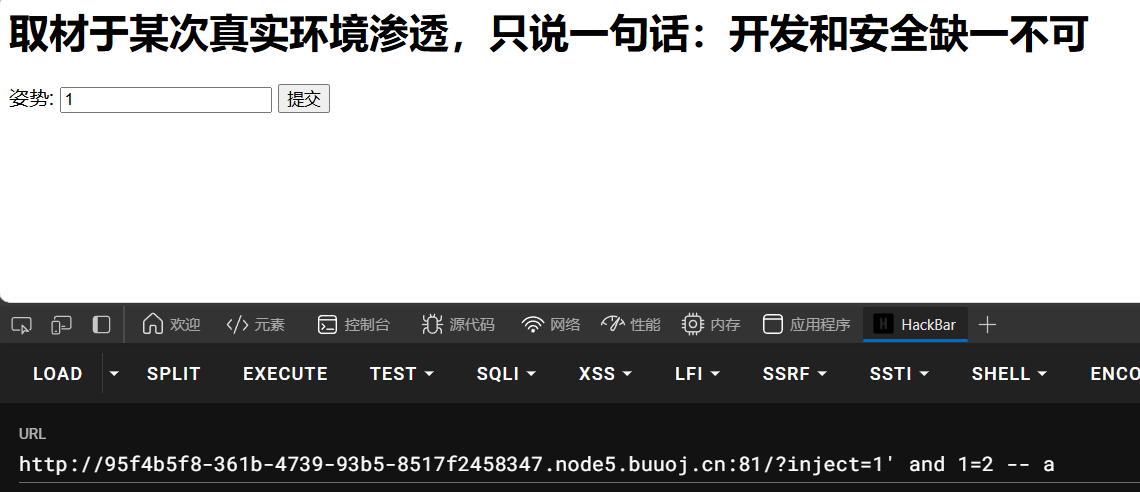 取材于某次真实环境渗透，只说一句话：开发和安全缺一不可
姿势: 1 提交
欢迎 元素 控制台 源代码 网络 性能 内存 应用程序 HackBar
LOAD SPLIT EXECUTE TEST SQLI XSS LFI SSRF SSTI SHELL ENCO
URL
http://95f4b5f8-361b-4739-93b5-8517f2458347.node5.buuoj.cn:81/?inject=1' and 1=2 -- a